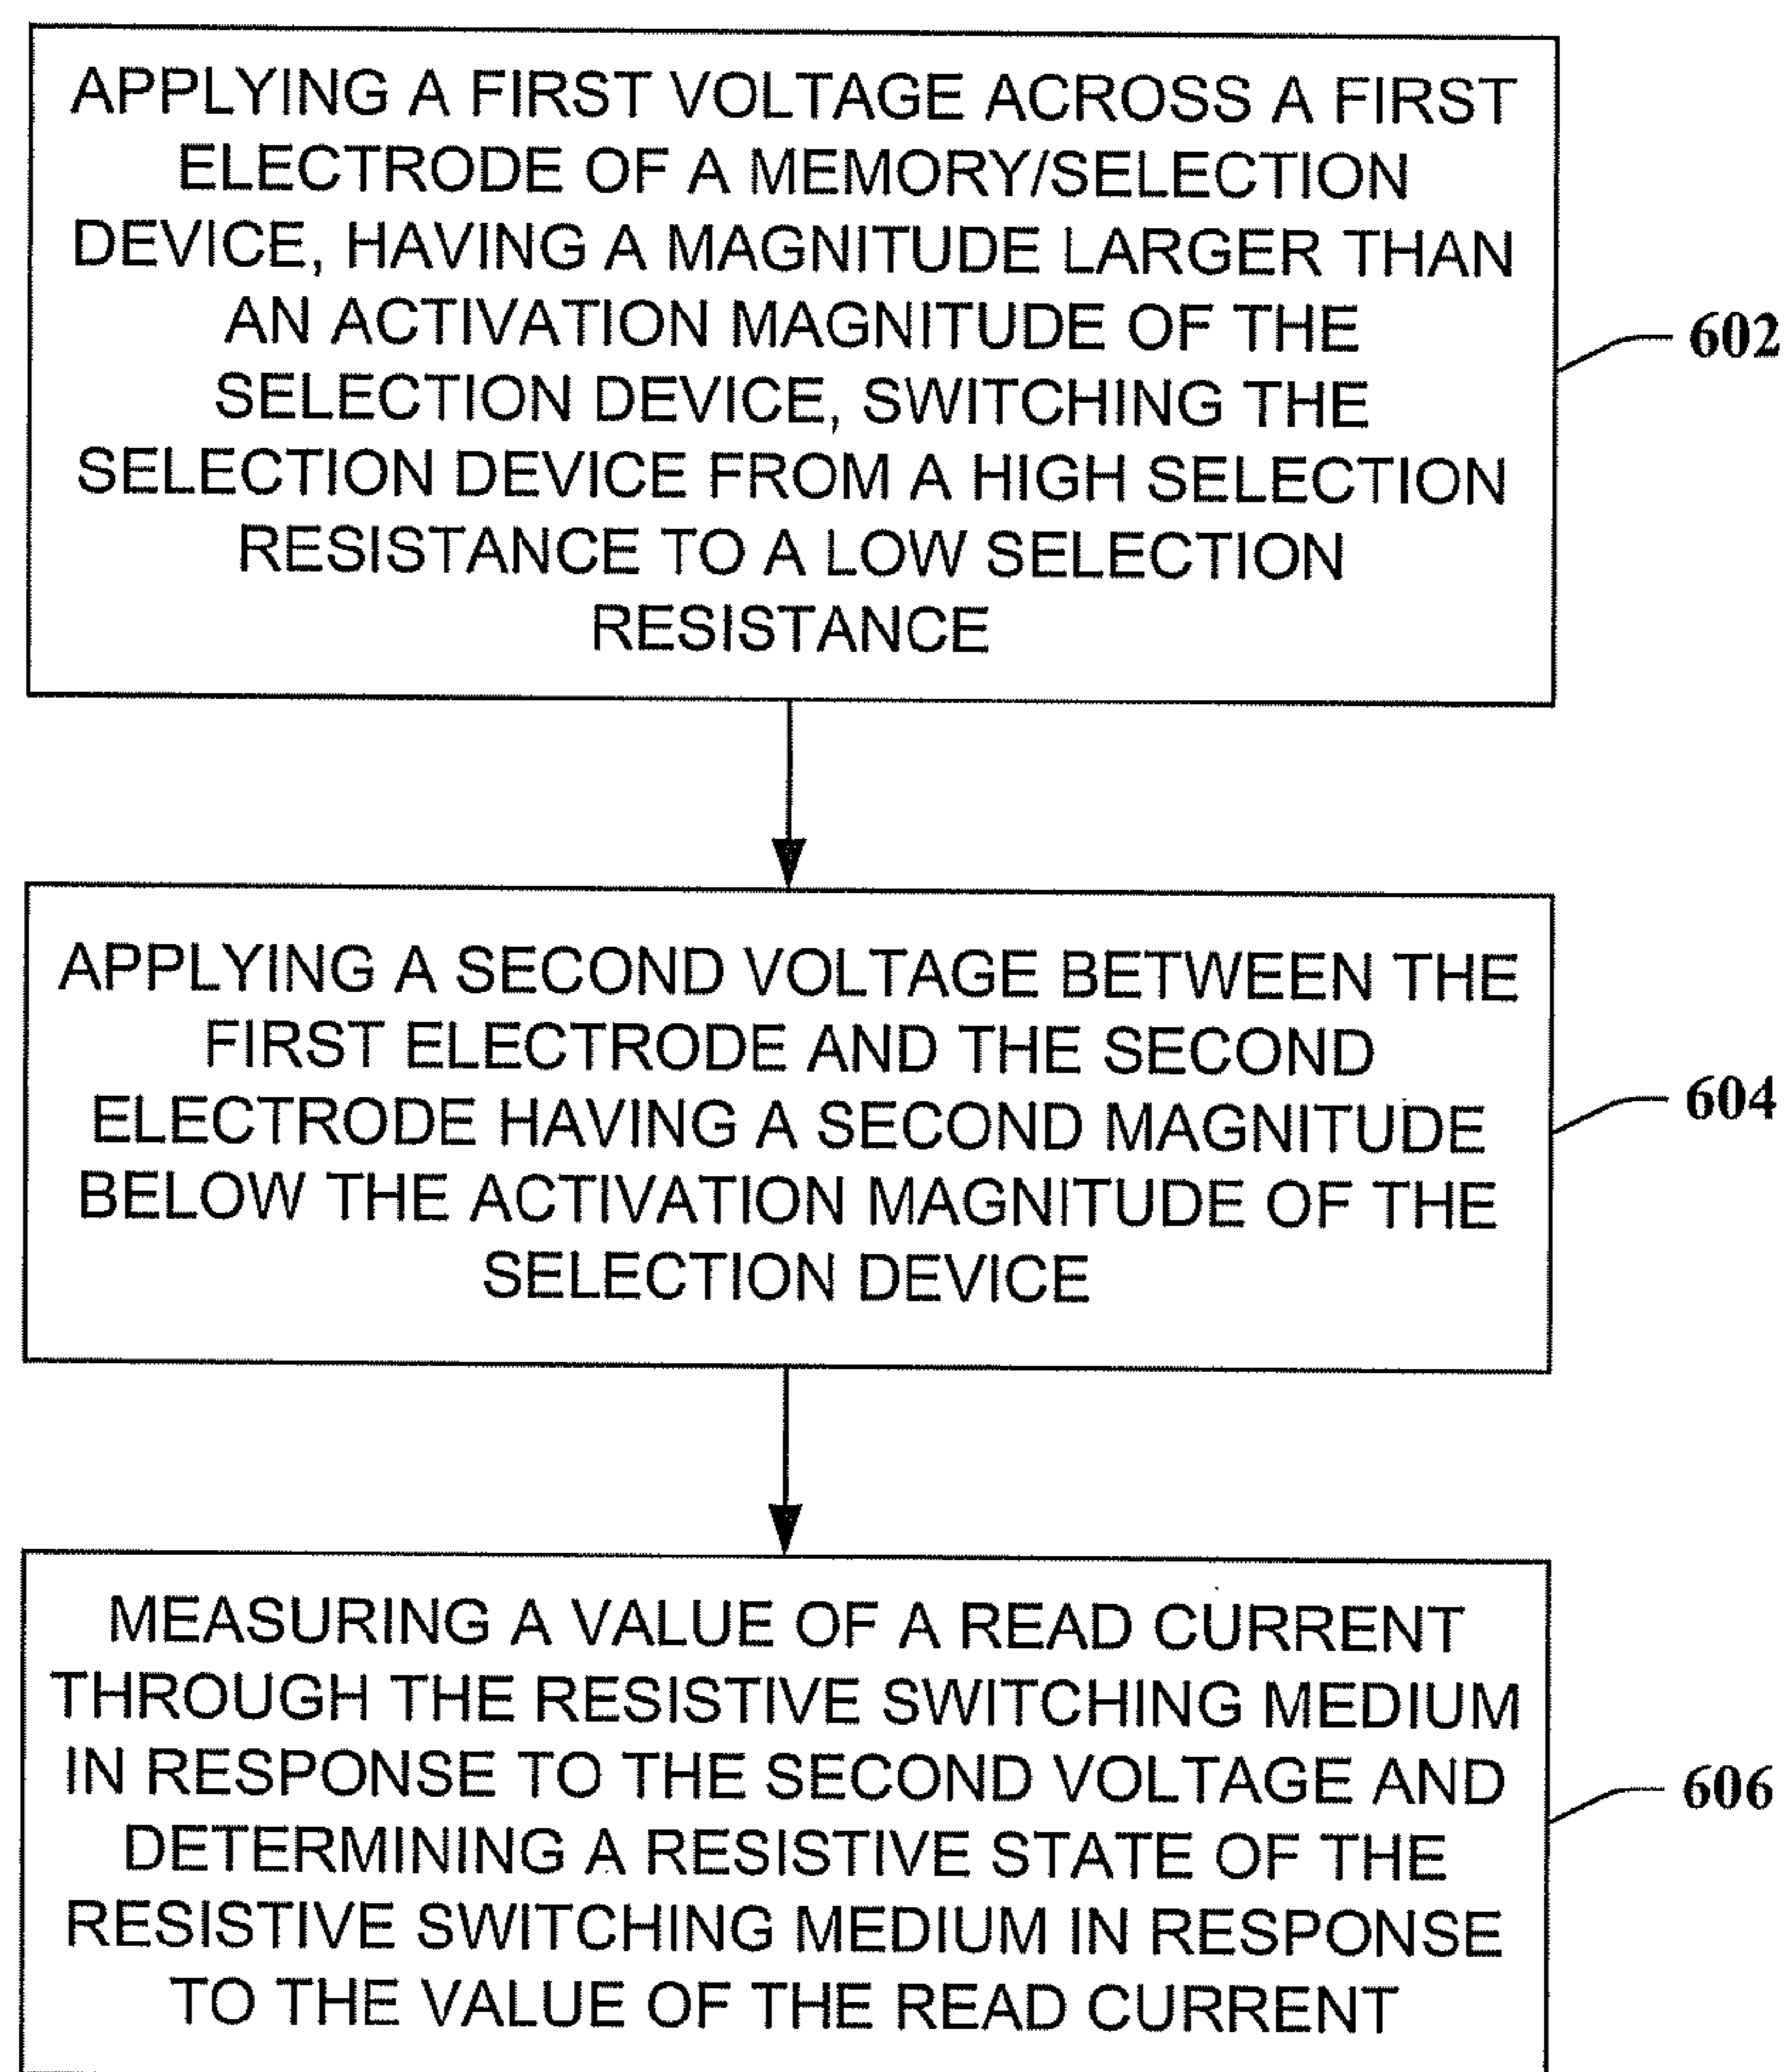 APPLYING A FIRST VOLTAGE ACROSS A FIRST
ELECTRODE OF A MEMORY/SELECTION
DEVICE, HAVING A MAGNITUDE LARGER THAN
AN ACTIVATION MAGNITUDE OF THE
SELECTION DEVICE, SWITCHING THE
SELECTION DEVICE FROM A HIGH SELECTION
RESISTANCE TO A LOW SELECTION
RESISTANCE
602
APPLYING A SECOND VOLTAGE BETWEEN THE
FIRST ELECTRODE AND THE SECOND
ELECTRODE HAVING A SECOND MAGNITUDE
BELOW THE ACTIVATION MAGNITUDE OF THE
SELECTION DEVICE
604
MEASURING A VALUE OF A READ CURRENT
THROUGH THE RESISTIVE SWITCHING MEDIUM
IN RESPONSE TO THE SECOND VOLTAGE AND
DETERMINING A RESISTIVE STATE OF THE
RESISTIVE SWITCHING MEDIUM IN RESPONSE
TO THE VALUE OF THE READ CURRENT
606